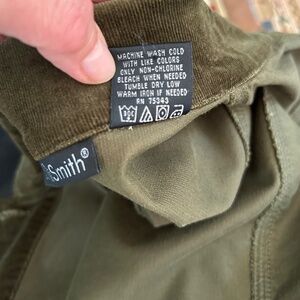 MACHINE WASH COLD
WITH LIKE COLORS
ONLY NON-CHLORINE
BLEACH WHEN NEEDED
TUMBLE DRY LOW
WARM IRON IF NEEDED
RN 75343
Smith®